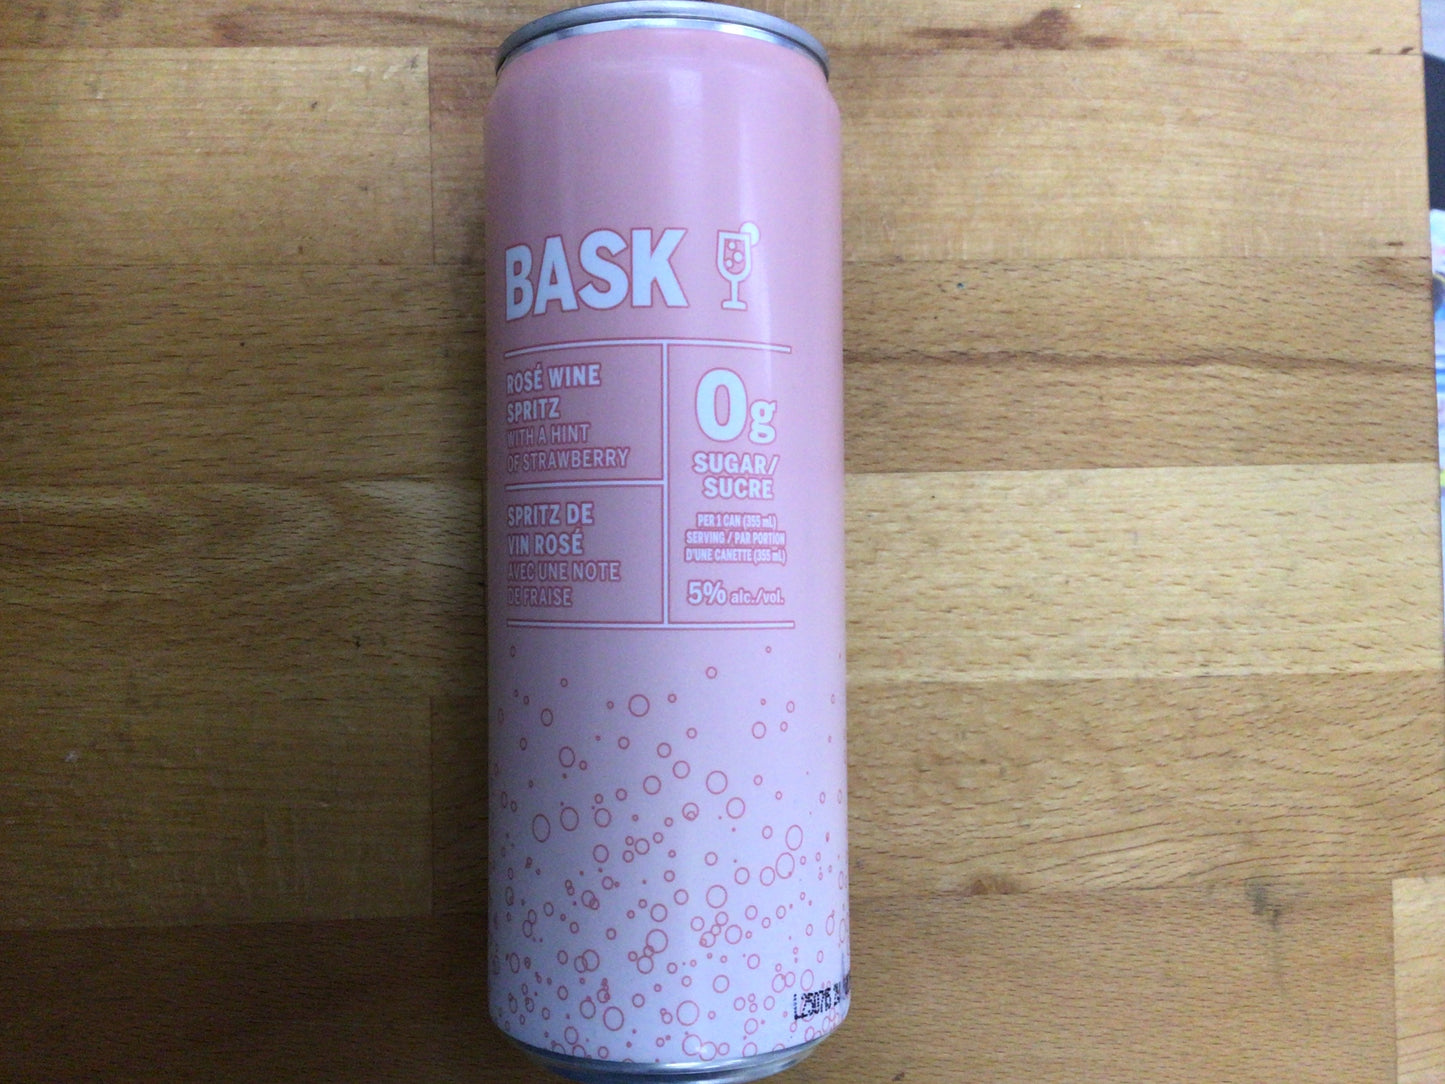 BASK
ROSÉ WINE
SPRITZ
WITH A HINT
OF STRAWBERRY
SPRITZ DE
VIN ROSÉ
AVEC UNE NOTE
DE FRAISE
0g
SUGAR/
SUCRE
PER 1 CAN (355 mL)
SERVING / PAR PORTION
D'UNE CANETTE (355 mL)
5% alc./vol.